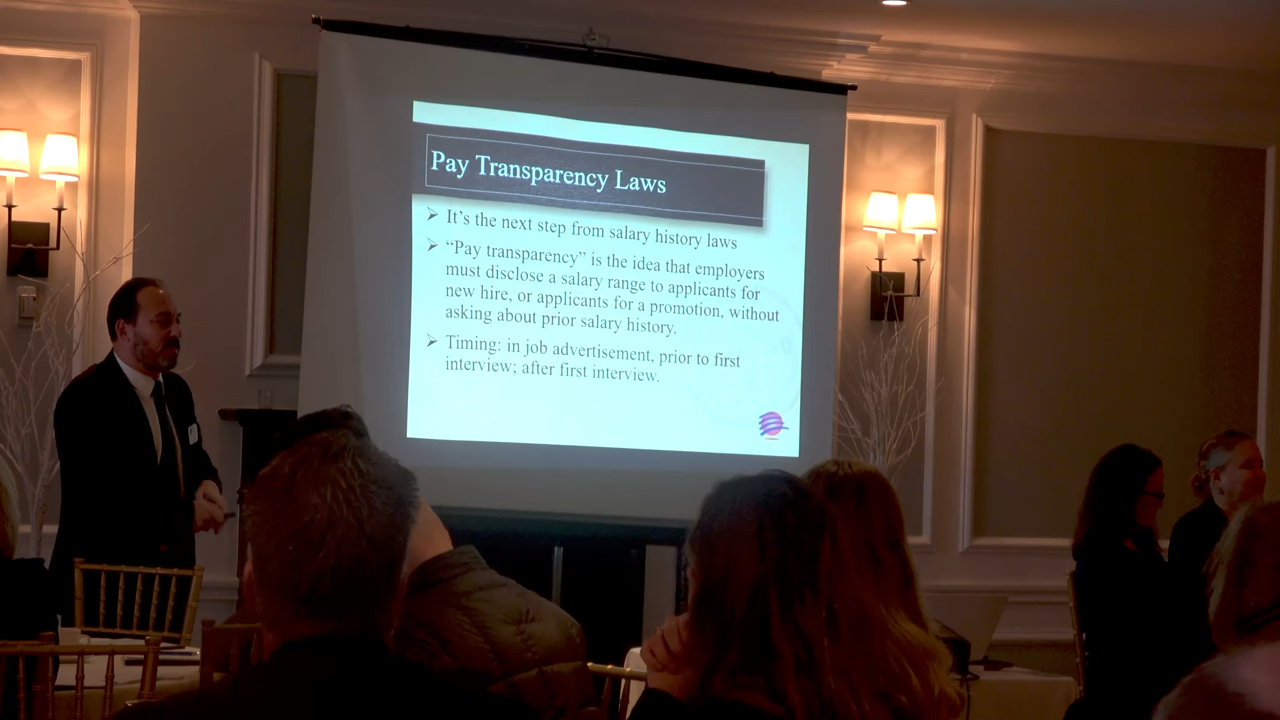 Pay Transparency Laws
➢ It's the next step from salary history laws
➢ “Pay transparency” is the idea that employers
must disclose a salary range to applicants for
new hire, or applicants for a promotion, without
asking about prior salary history.
➢ Timing: in job advertisement, prior to first
interview; after first interview.